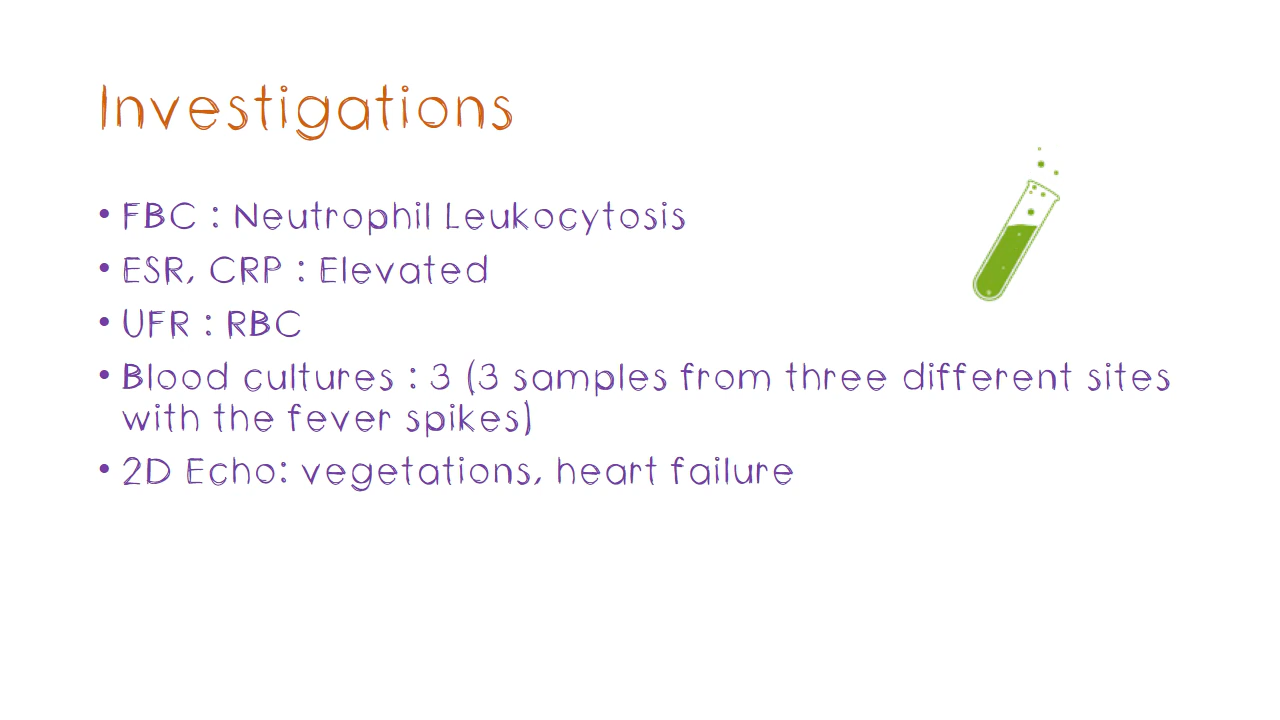 Investigations
• FBC : Neutrophil Leukocytosis
• ESR, CRP : Elevated
• UFR : RBC
• Blood cultures : 3 (3 samples from three different sites
with the fever spikes)
• 2D Echo: vegetations, heart failure